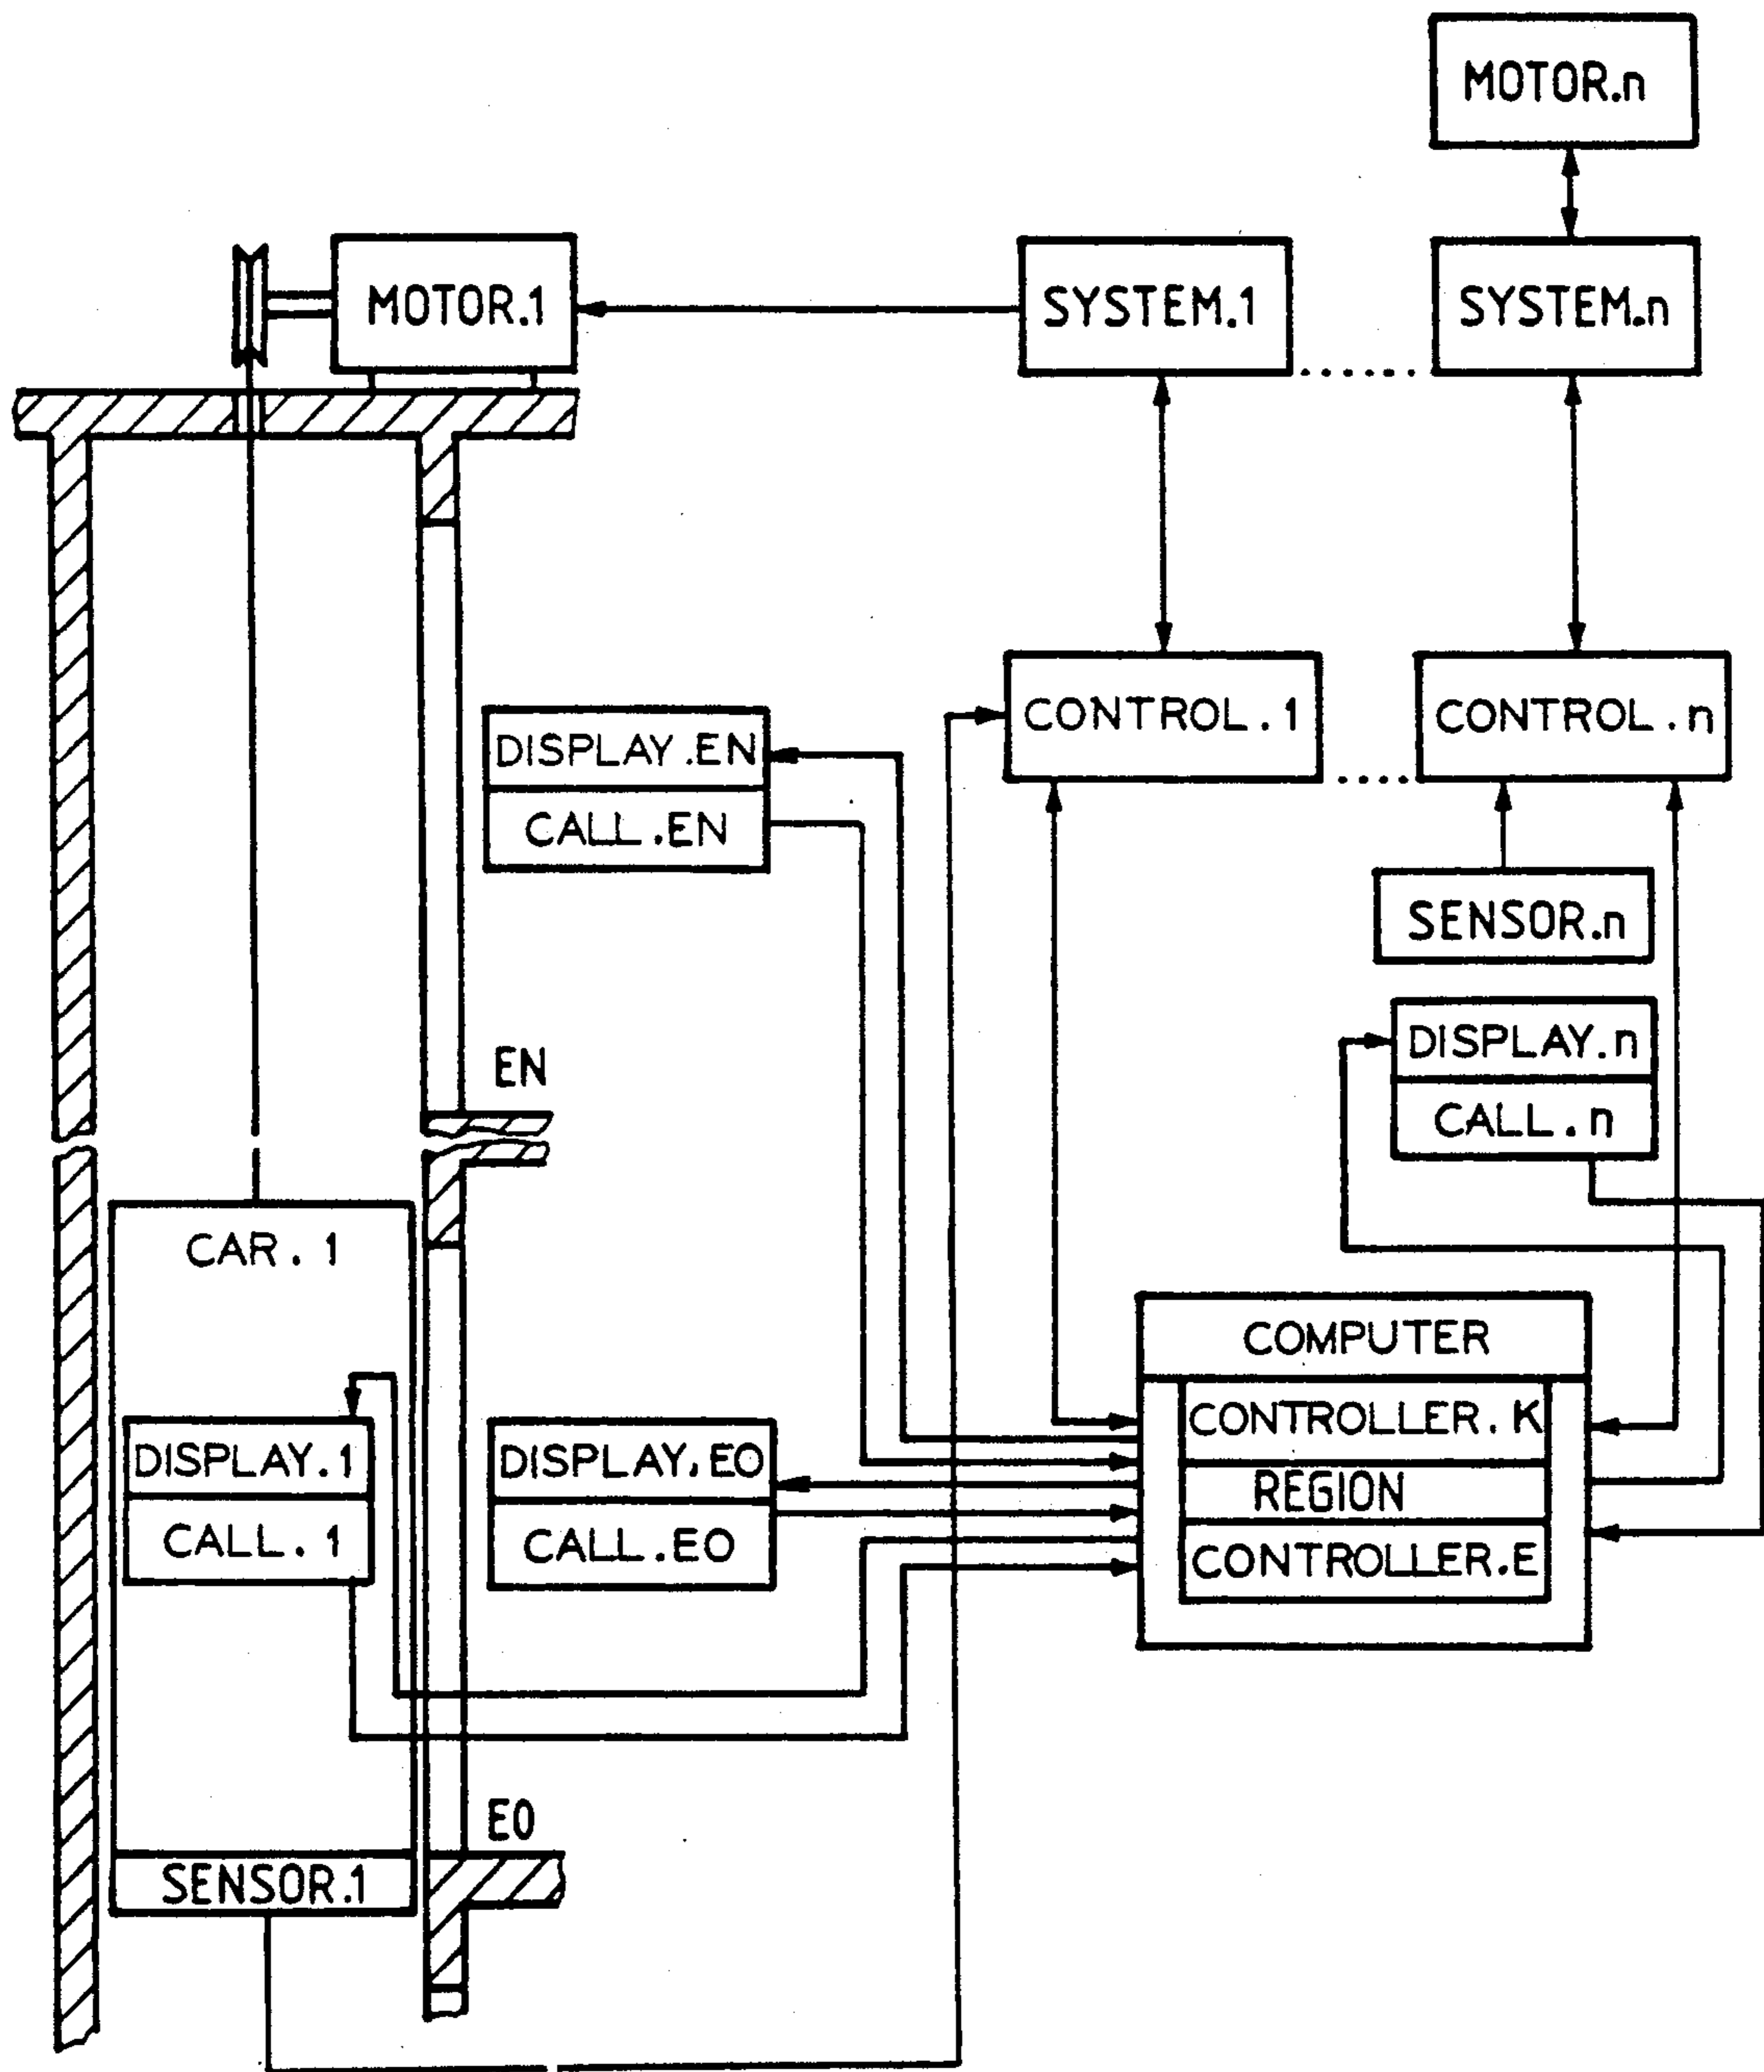 MOTOR.n
MOTOR.1
SYSTEM.1
SYSTEM.n
CONTROL.1
CONTROL.n
DISPLAY.EN
CALL.EN
SENSOR.n
DISPLAY.n
CALL.n
EN
CAR.1
COMPUTER
CONTROLLER.K
REGION
CONTROLLER.E
DISPLAY.1
CALL.1
DISPLAY.EO
CALL.EO
EO
SENSOR.1